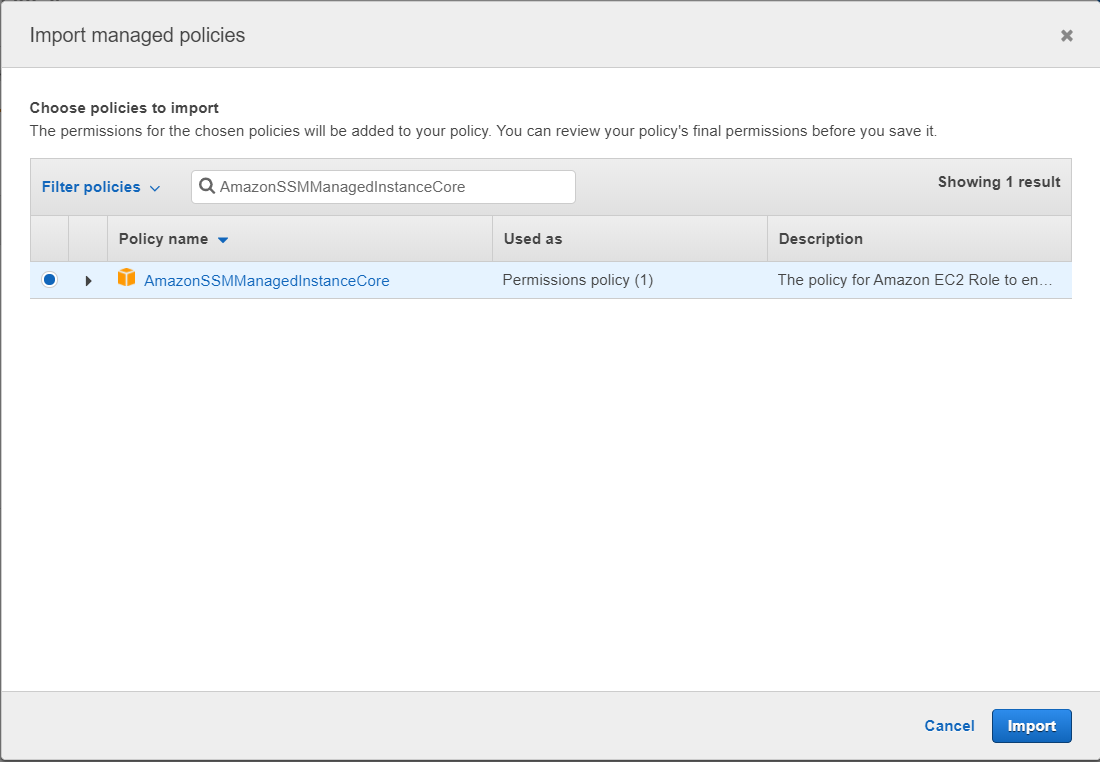 Import managed policies
Choose policies to import
The permissions for the chosen policies will be added to your policy. You can review your policy's final permissions before you save it.
Filter policies
AmazonSSMManagedInstanceCore
Showing 1 result
Policy name
Used as
Description
AmazonSSMManagedInstanceCore
Permissions policy (1)
The policy for Amazon EC2 Role to en…
Cancel
Import